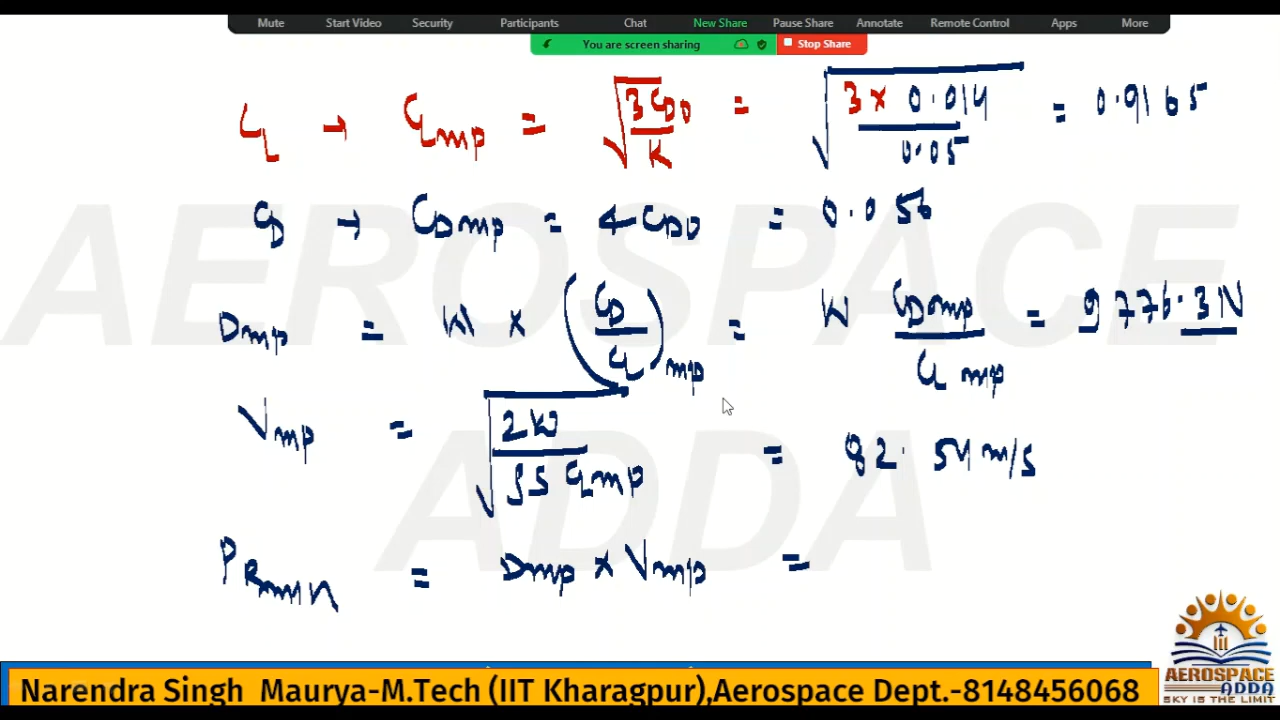 Mute Start Video Security Participants Chat New Share Pause Share Annotate Remote Control Apps More
You are screen sharing Stop Share
CL → CLmp = √(3CD0/K) = √(3 × 0.014/0.05) = 0.9165
CD → CDmp = 4CD0 = 0.056
Dmp = W × (CD/CL)mp = W CDmp/CLmp = 9776.3N
Vmp = √(2W/ρS CLmp) = 82.54 m/s
PRmin = Dmp × Vmp =
AEROSPACE
ADDA
Narendra Singh Maurya-M.Tech (IIT Kharagpur),Aerospace Dept.-8148456068
AEROSPACE
ADDA
SKY IS THE LIMIT